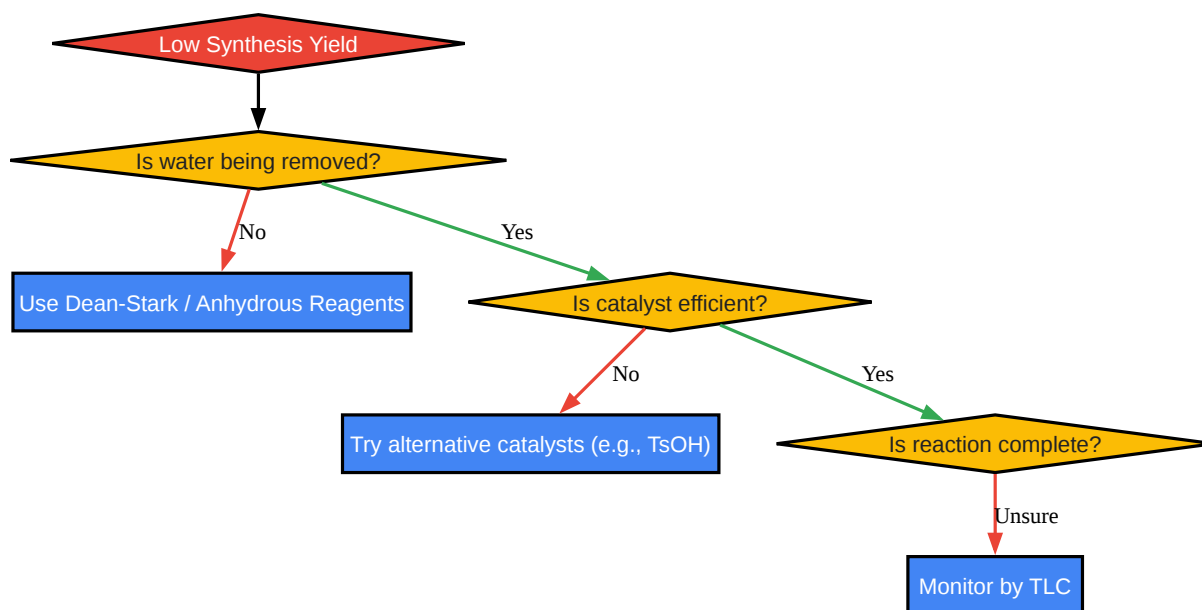 Low Synthesis Yield
Is water being removed?
No
Yes
Use Dean-Stark / Anhydrous Reagents
Is catalyst efficient?
No
Yes
Try alternative catalysts (e.g., TsOH)
Is reaction complete?
Unsure
Monitor by TLC